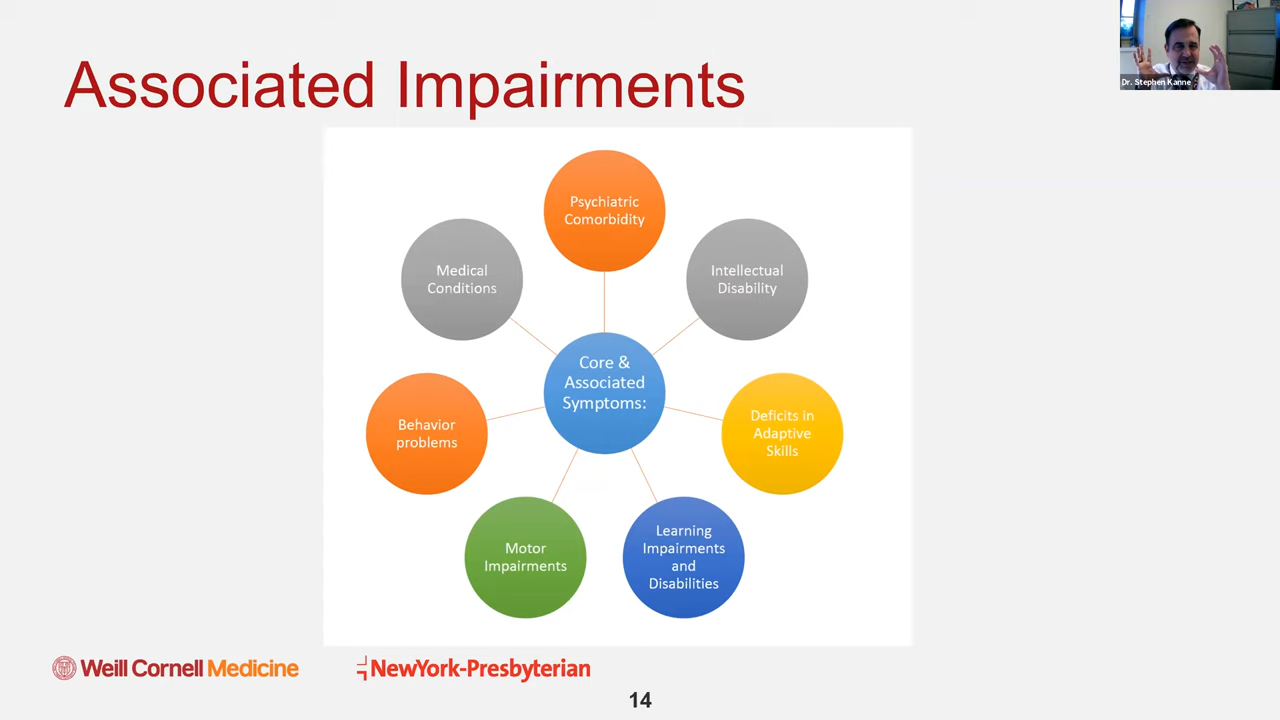 Associated Impairments
Dr. Stephen Kanne
Psychiatric
Comorbidity
Medical
Conditions
Intellectual
Disability
Core &
Associated
Symptoms:
Behavior
problems
Deficits in
Adaptive
Skills
Motor
Impairments
Learning
Impairments
and
Disabilities
Weill Cornell Medicine
NewYork-Presbyterian
14